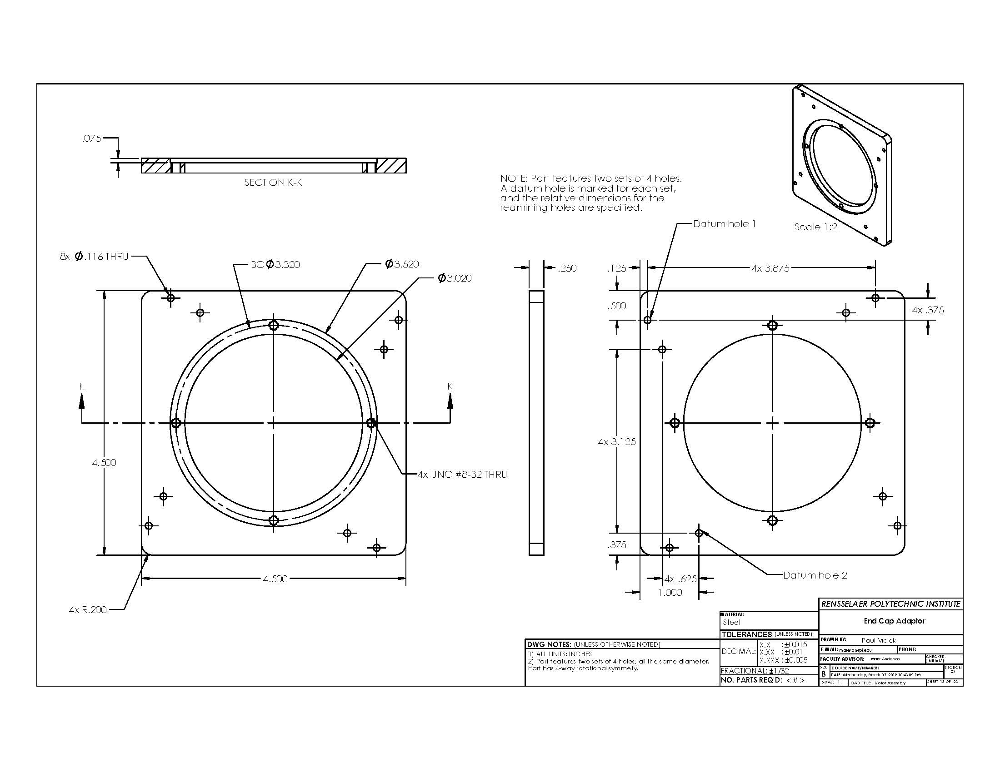 .075
SECTION K-K
NOTE: Part features two sets of 4 holes.
A datum hole is marked for each set,
and the relative dimensions for the
reamining holes are specified.
Scale 1:2
Datum hole 1
8x Ø.116 THRU
BC Ø3.320
Ø3.520
Ø3.020
.250
.125
4x 3.875
.500
4x .375
K
K
4x 3.125
4.500
4x UNC #8-32 THRU
.375
4.500
4x .625
1.000
Datum hole 2
4x R.200
RENSSELAER POLYTECHNIC INSTITUTE
End Cap Adaptor
MATERIAL:
Steel
TOLERANCES (UNLESS NOTED)
DECIMAL:
X.X : ±0.015
X.XX : ±0.01
X.XXX : ±0.005
FRACTIONAL: ±1/32
NO. PARTS REQ'D: < # >
DWG NOTES: (UNLESS OTHERWISE NOTED)
1) ALL UNITS: INCHES
2) Part features two sets of 4 holes, all the same diameter.
Part has 4-way rotational symmety.
DRAWN BY: Paul Malek
E-MAIL: malekp@rpi.edu PHONE:
FACULTY ADVISOR: Mark Anderson
CHECKED:
(INITIALS)
SIZE
B
COURSE NAME/NUMBER:
SECTION
XX
DATE: Wednesday, March 07, 2012 10:43:09 PM
SCALE 1:1
CAD FILE: Motor Assembly
SHEET 15 OF 23